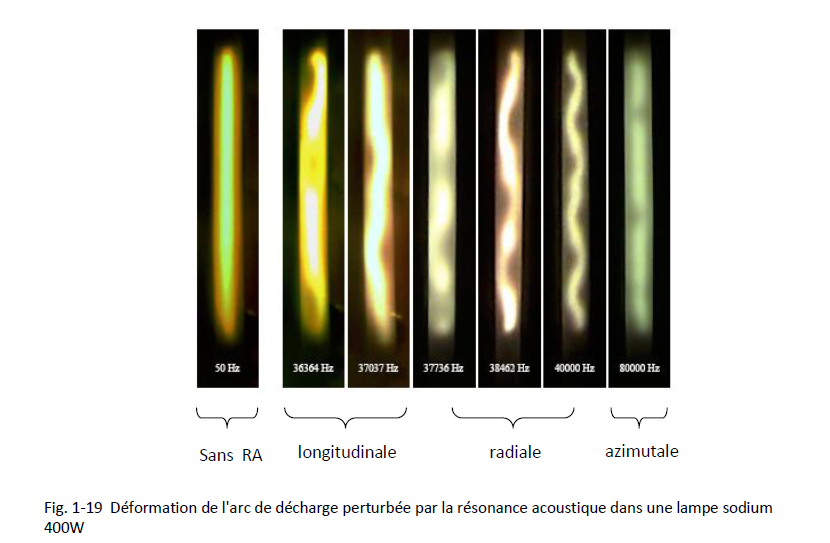 50 Hz
36364 Hz
37037 Hz
37736 Hz
38462 Hz
40000 Hz
80000 Hz
Sans RA
longitudinale
radiale
azimutale
Fig. 1-19 Déformation de l'arc de décharge perturbée par la résonance acoustique dans une lampe sodium
400W